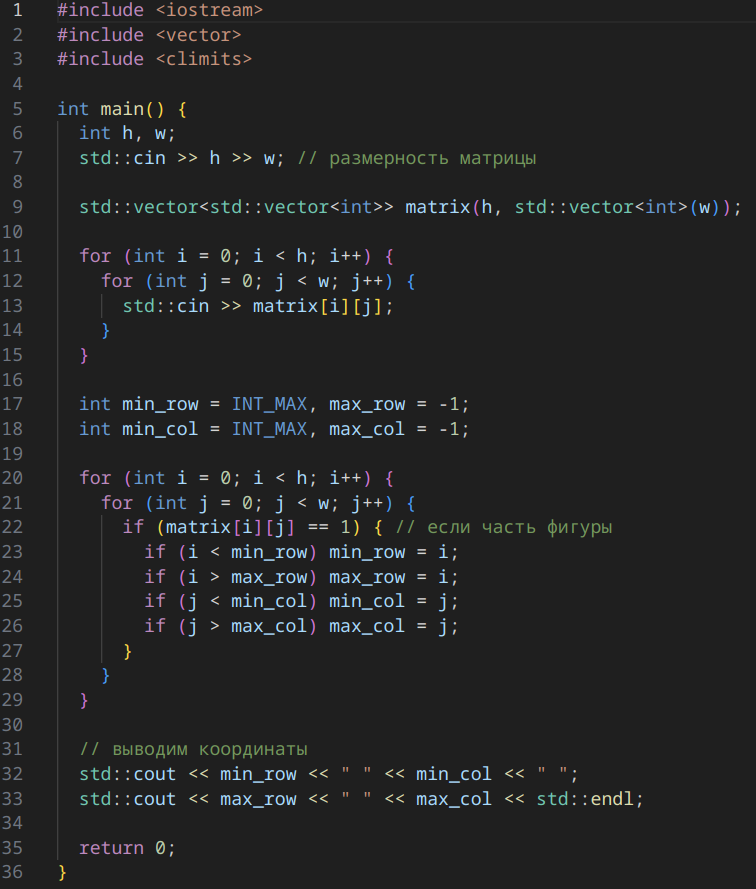 1 #include <iostream>
2 #include <vector>
3 #include <climits>
4
5 int main() {
6   int h, w;
7   std::cin >> h >> w; // размерность матрицы
8
9   std::vector<std::vector<int>> matrix(h, std::vector<int>(w));
10
11   for (int i = 0; i < h; i++) {
12     for (int j = 0; j < w; j++) {
13       std::cin >> matrix[i][j];
14     }
15   }
16
17   int min_row = INT_MAX, max_row = -1;
18   int min_col = INT_MAX, max_col = -1;
19
20   for (int i = 0; i < h; i++) {
21     for (int j = 0; j < w; j++) {
22       if (matrix[i][j] == 1) { // если часть фигуры
23         if (i < min_row) min_row = i;
24         if (i > max_row) max_row = i;
25         if (j < min_col) min_col = j;
26         if (j > max_col) max_col = j;
27       }
28     }
29   }
30
31   // выводим координаты
32   std::cout << min_row << " " << min_col << " ";
33   std::cout << max_row << " " << max_col << std::endl;
34
35   return 0;
36 }